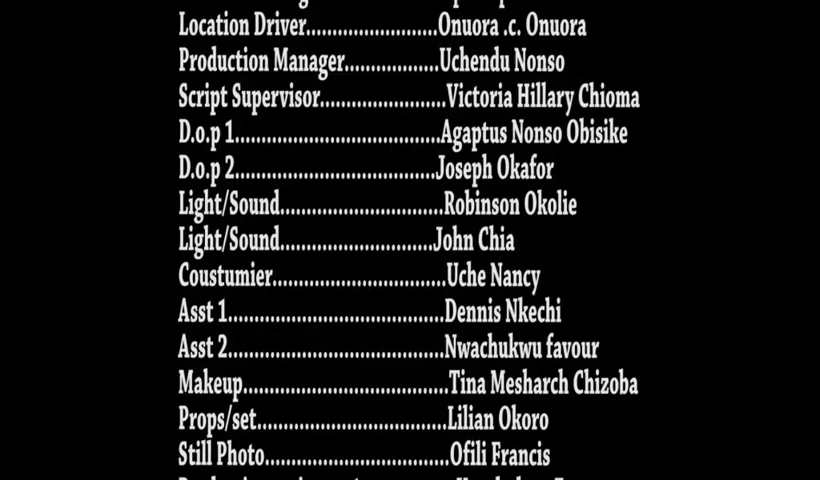 Location Driver.........................Onuora .c. Onuora
Production Manager..................Uchendu Nonso
Script Supervisor........................Victoria Hillary Chioma
D.o.p 1.......................................Agaptus Nonso Obisike
D.o.p 2......................................Joseph Okafor
Light/Sound...............................Robinson Okolie
Light/Sound.............................John Chia
Coustumier.................................Uche Nancy
Asst 1.........................................Dennis Nkechi
Asst 2.........................................Nwachukwu favour
Makeup.......................................Tina Mesharch Chizoba
Props/set....................................Lilian Okoro
Still Photo...................................Ofili Francis